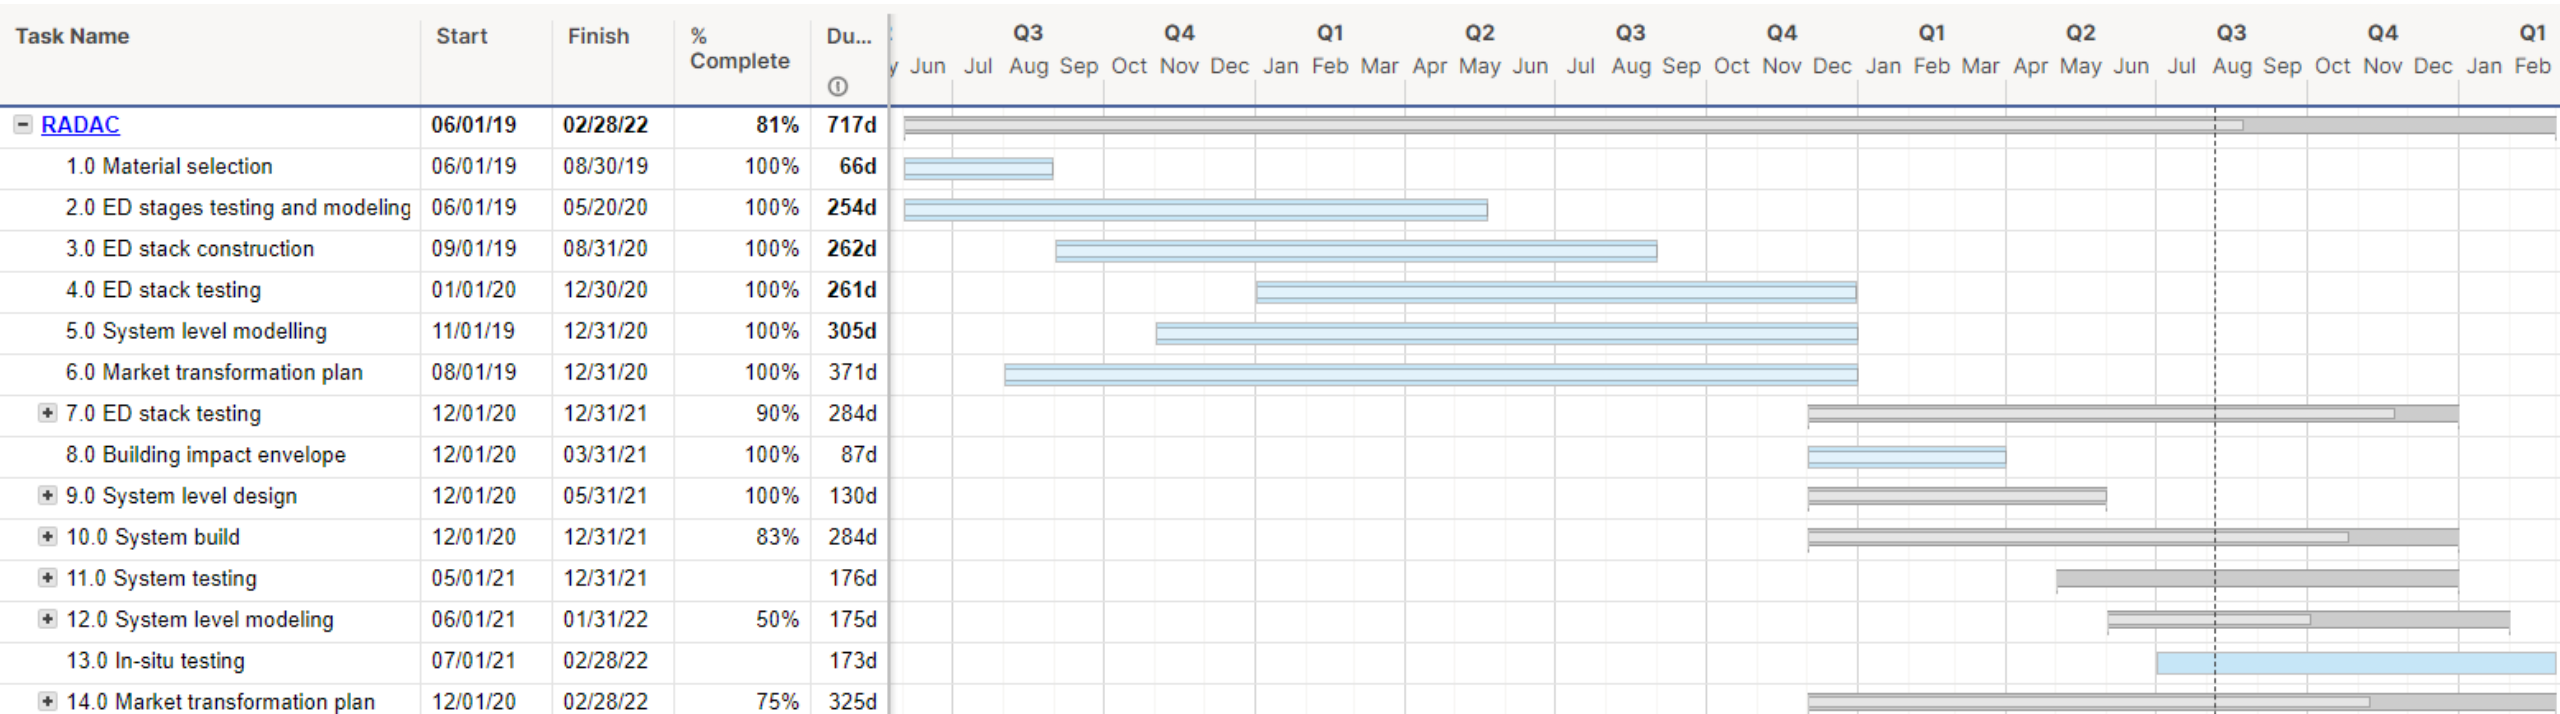 Task Name Start Finish % Complete Du...
Q3 Q4 Q1 Q2 Q3 Q4 Q1 Q2 Q3 Q4 Q1
y Jun Jul Aug Sep Oct Nov Dec Jan Feb Mar Apr May Jun Jul Aug Sep Oct Nov Dec Jan Feb Mar Apr May Jun Jul Aug Sep Oct Nov Dec Jan Feb
RADAC 06/01/19 02/28/22 81% 717d
1.0 Material selection 06/01/19 08/30/19 100% 66d
2.0 ED stages testing and modeling 06/01/19 05/20/20 100% 254d
3.0 ED stack construction 09/01/19 08/31/20 100% 262d
4.0 ED stack testing 01/01/20 12/30/20 100% 261d
5.0 System level modelling 11/01/19 12/31/20 100% 305d
6.0 Market transformation plan 08/01/19 12/31/20 100% 371d
7.0 ED stack testing 12/01/20 12/31/21 90% 284d
8.0 Building impact envelope 12/01/20 03/31/21 100% 87d
9.0 System level design 12/01/20 05/31/21 100% 130d
10.0 System build 12/01/20 12/31/21 83% 284d
11.0 System testing 05/01/21 12/31/21 176d
12.0 System level modeling 06/01/21 01/31/22 50% 175d
13.0 In-situ testing 07/01/21 02/28/22 173d
14.0 Market transformation plan 12/01/20 02/28/22 75% 325d